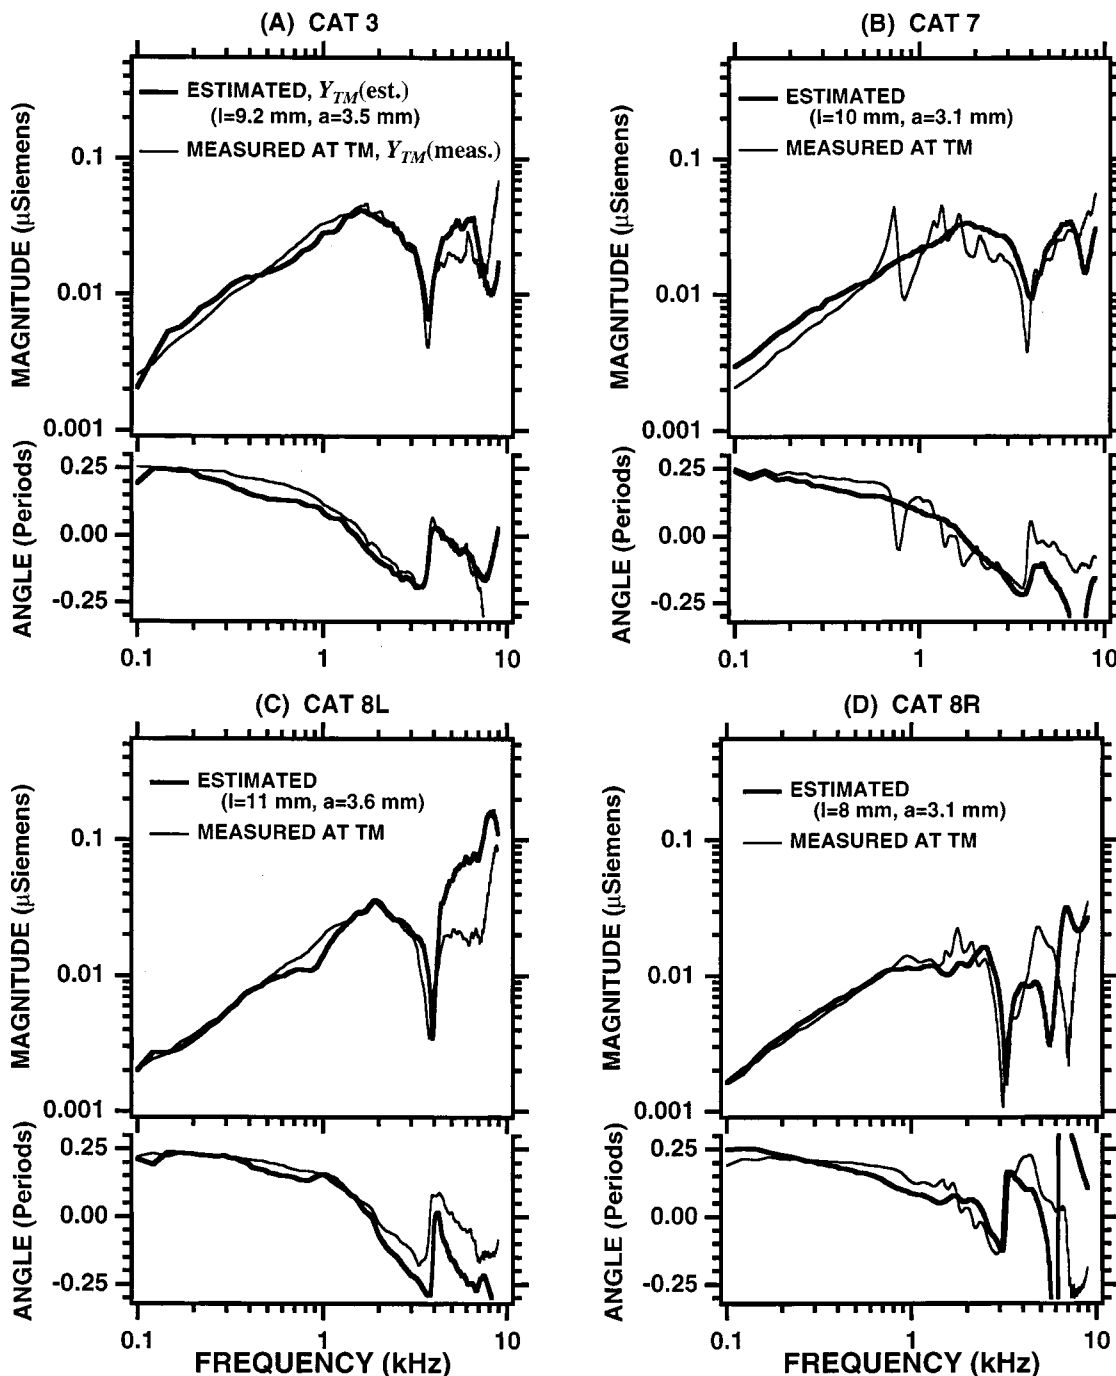 (A) CAT 3
MAGNITUDE (µSiemens)
ESTIMATED, Y_TM(est.)
(l=9.2 mm, a=3.5 mm)
MEASURED AT TM, Y_TM(meas.)
0.1
0.01
0.001
ANGLE (Periods)
0.25
0.00
-0.25
0.1
1
10
(B) CAT 7
MAGNITUDE (µSiemens)
ESTIMATED
(l=10 mm, a=3.1 mm)
MEASURED AT TM
0.1
0.01
0.001
ANGLE (Periods)
0.25
0.00
-0.25
0.1
1
10
(C) CAT 8L
MAGNITUDE (µSiemens)
ESTIMATED
(l=11 mm, a=3.6 mm)
MEASURED AT TM
0.1
0.01
0.001
ANGLE (Periods)
0.25
0.00
-0.25
0.1
1
10
FREQUENCY (kHz)
(D) CAT 8R
MAGNITUDE (µSiemens)
ESTIMATED
(l=8 mm, a=3.1 mm)
MEASURED AT TM
0.1
0.01
0.001
ANGLE (Periods)
0.25
0.00
-0.25
0.1
1
10
FREQUENCY (kHz)